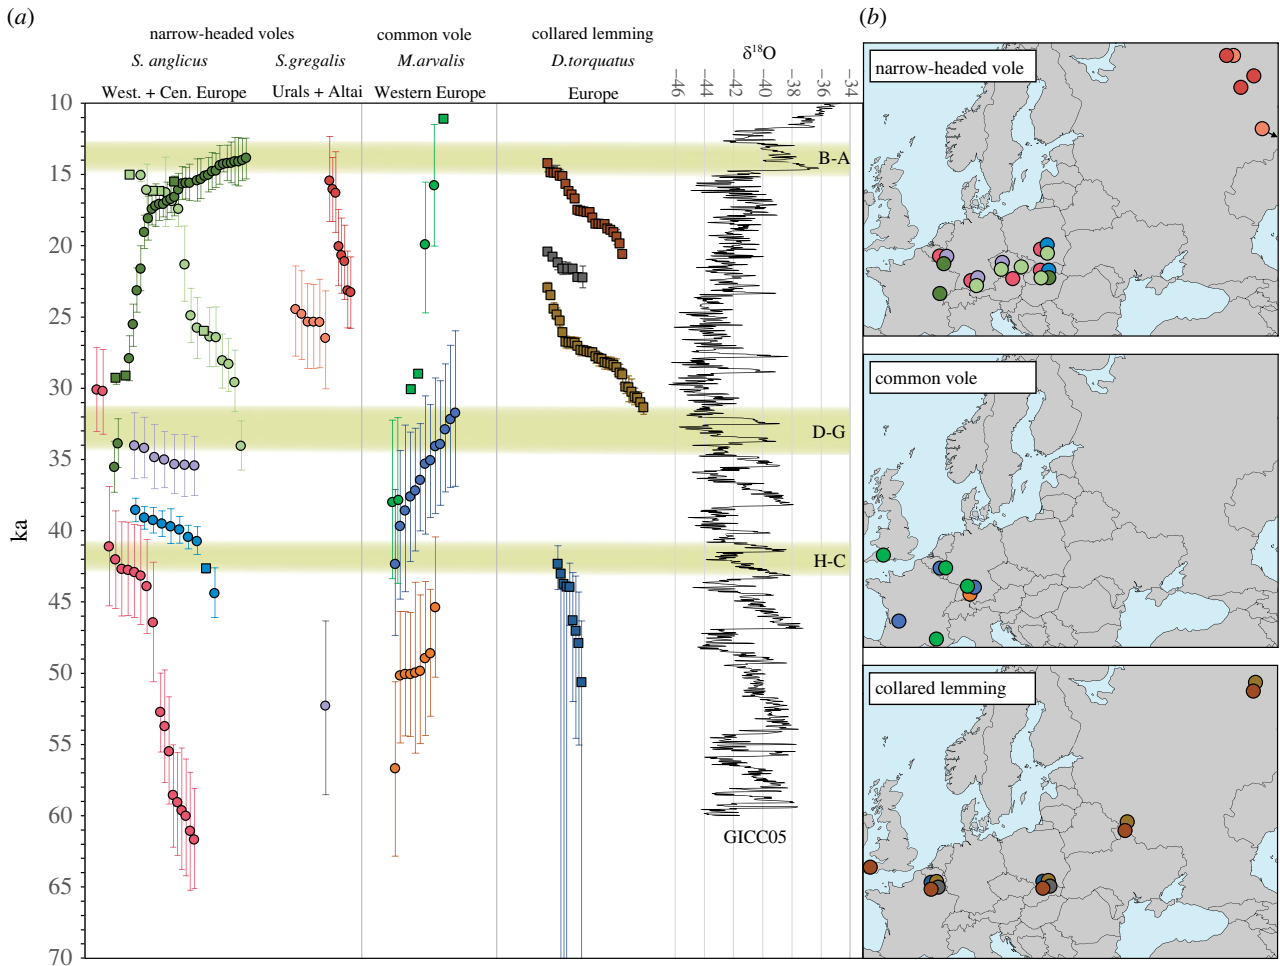 (a)
narrow-headed voles
common vole
collared lemming
S. anglicus
S.gregalis
M.arvalis
D.torquatus
δ18O
West. + Cen. Europe
Urals + Altai
Western Europe
Europe
-46
-44
-42
-40
-38
-36
-34
10
15
20
25
30
35
40
45
50
55
60
65
70
ka
B-A
D-G
H-C
GICC05
(b)
narrow-headed vole
common vole
collared lemming